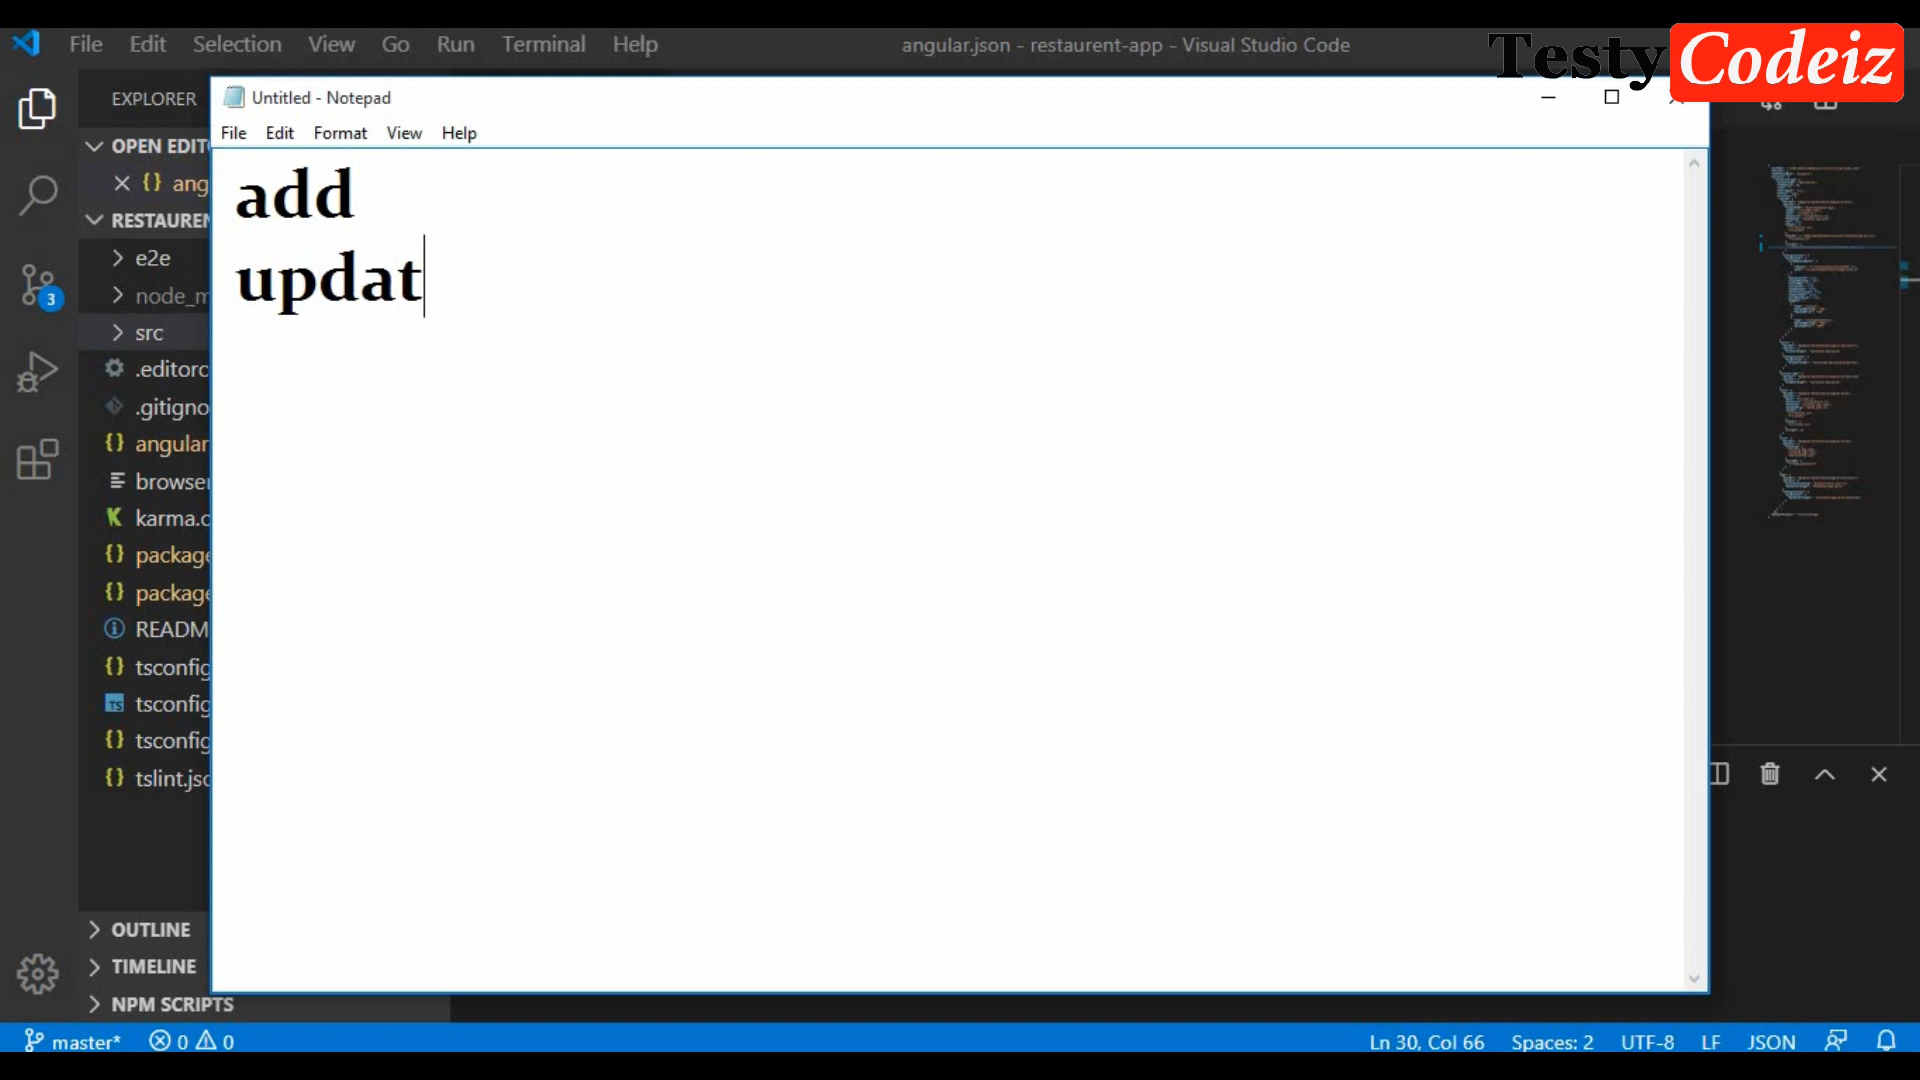 File Edit Selection View Go Run Terminal Help
angular.json - restaurent-app - Visual Studio Code
Testy Codeiz
EXPLORER
Untitled - Notepad
File Edit Format View Help
OPEN EDIT
ang
RESTAUREN
e2e
node_m
src
.editorc
.gitigno
angular
browser
karma.c
package
package
READM
tsconfig
tsconfig
tsconfig
tslint.jsc
add
updat
OUTLINE
TIMELINE
NPM SCRIPTS
3
master* 0 0
Ln 30, Col 66 Spaces: 2 UTF-8 LF JSON